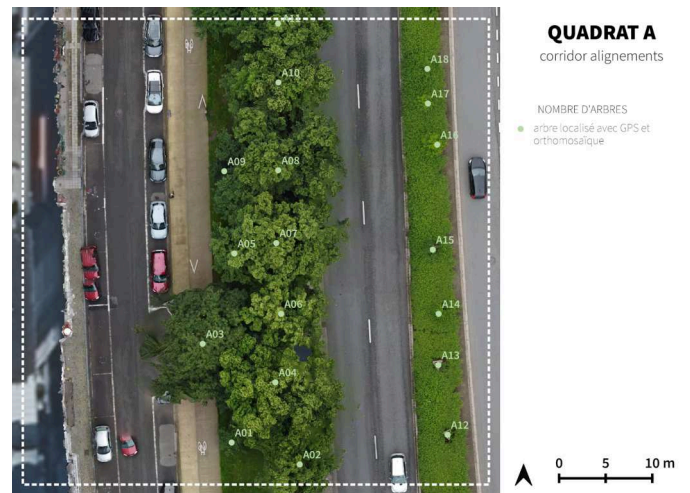 QUADRAT A
corridor alignements
NOMBRE D'ARBRES
arbre localisé avec GPS et
orthomosaïque
A11
A10
A18
A17
A16
A09
A08
A07
A05
A15
A06
A14
A03
A13
A04
A12
A01
A02
0 5 10 m